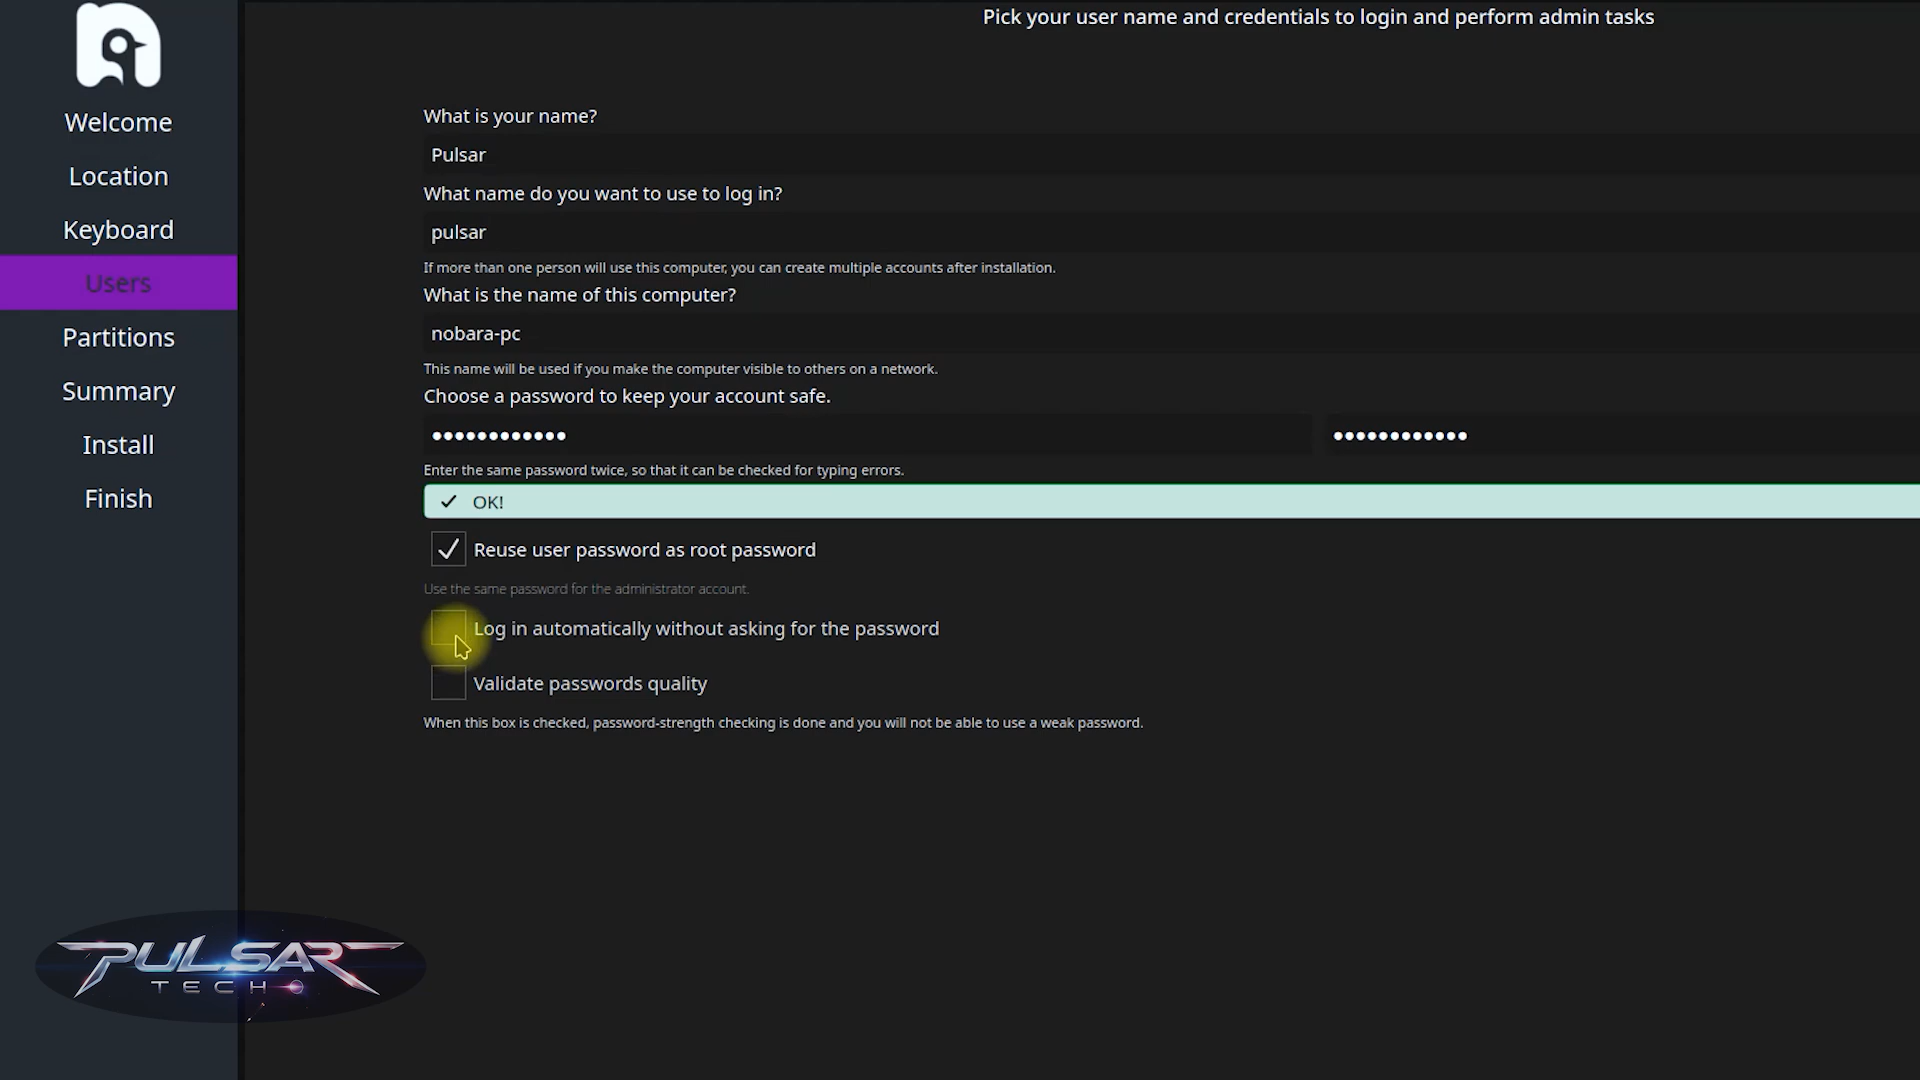 Pick your user name and credentials to login and perform admin tasks
Welcome
Location
Keyboard
Users
Partitions
Summary
Install
Finish
What is your name?
Pulsar
What name do you want to use to log in?
pulsar
If more than one person will use this computer, you can create multiple accounts after installation.
What is the name of this computer?
nobara-pc
This name will be used if you make the computer visible to others on a network.
Choose a password to keep your account safe.
•••••••••••• ••••••••••••
Enter the same password twice, so that it can be checked for typing errors.
OK!
Reuse user password as root password
Use the same password for the administrator account.
Log in automatically without asking for the password
Validate passwords quality
When this box is checked, password-strength checking is done and you will not be able to use a weak password.
PULSAR
TECH